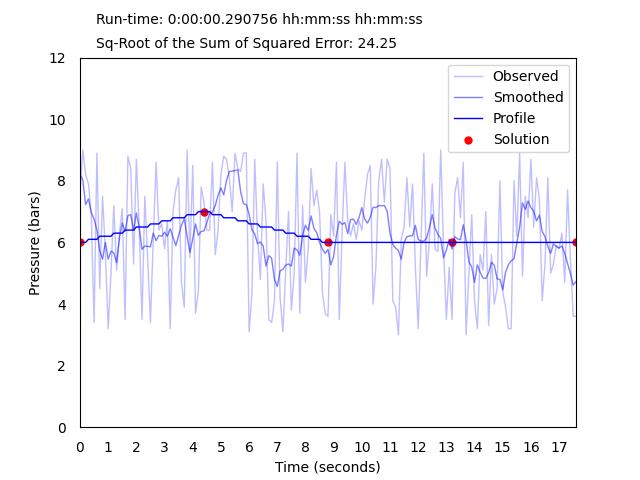 Run-time: 0:00:00.290756 hh:mm:ss hh:mm:ss
Sq-Root of the Sum of Squared Error: 24.25
Observed
Smoothed
Profile
Solution
Pressure (bars)
12
10
8
6
4
2
0
0 1 2 3 4 5 6 7 8 9 10 11 12 13 14 15 16 17
Time (seconds)